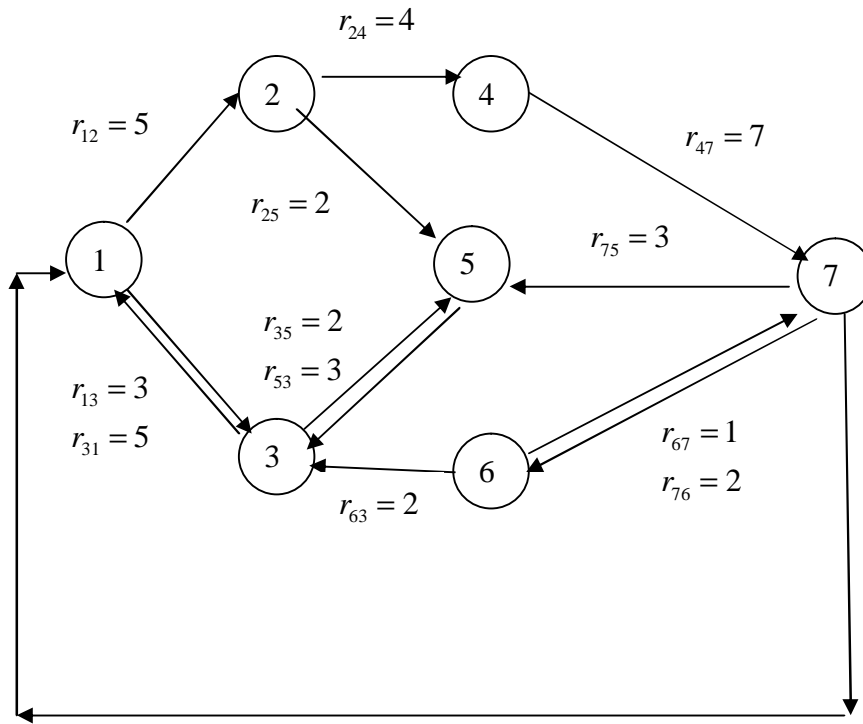 r₂₄ = 4
2
4
r₁₂ = 5
r₄₇ = 7
r₂₅ = 2
r₇₅ = 3
1
5
7
r₃₅ = 2
r₅₃ = 3
r₁₃ = 3
r₃₁ = 5
3
6
r₆₇ = 1
r₇₆ = 2
r₆₃ = 2